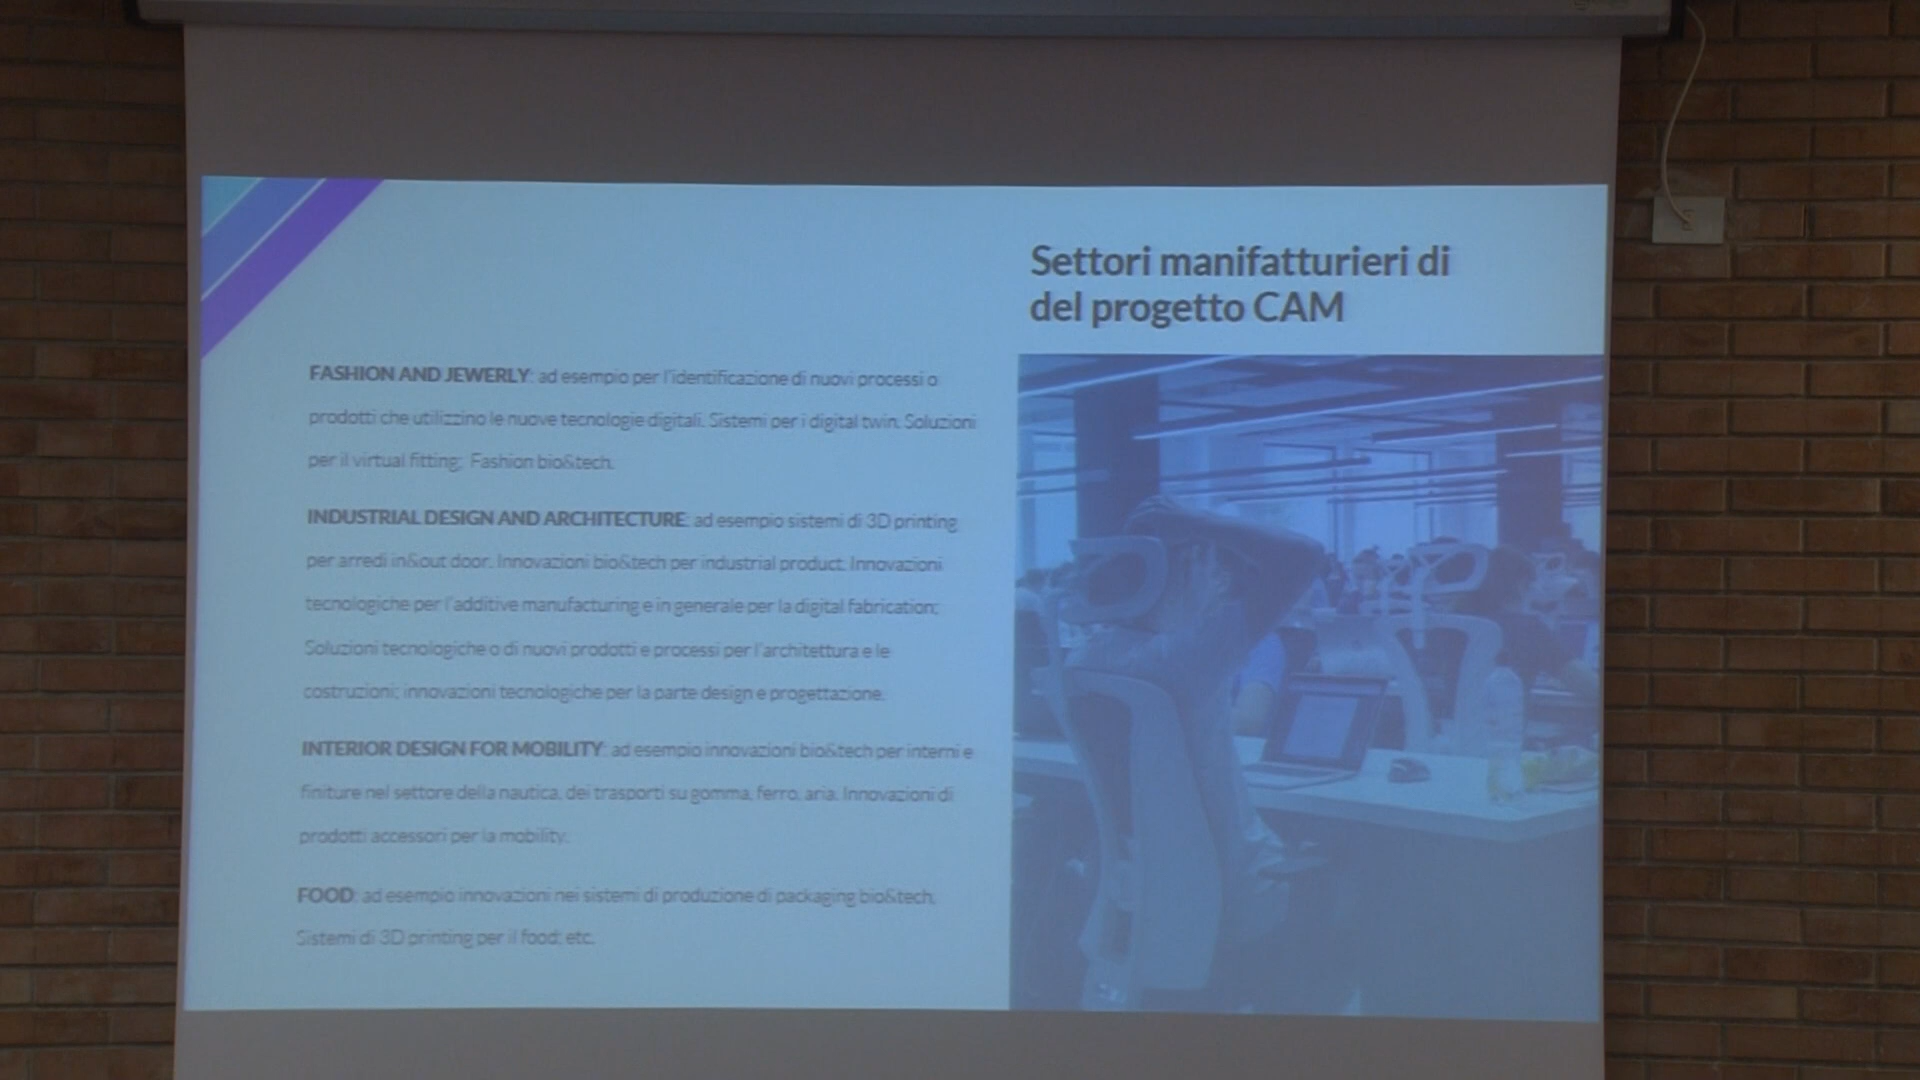 Settori manifatturieri di
del progetto CAM
FASHION AND JEWERLY: ad esempio per l'identificazione di nuovi processi o
prodotti che utilizzino le nuove tecnologie digitali. Sistemi per i digital twin. Soluzioni
per il virtual fitting; Fashion bio&tech.
INDUSTRIAL DESIGN AND ARCHITECTURE: ad esempio sistemi di 3D printing
per arredi in&out door. Innovazioni bio&tech per industrial product. Innovazioni
tecnologiche per l'additive manufacturing e in generale per la digital fabrication;
Soluzioni tecnologiche o di nuovi prodotti e processi per l'architettura e le
costruzioni; innovazioni tecnologiche per la parte design e progettazione.
INTERIOR DESIGN FOR MOBILITY: ad esempio innovazioni bio&tech per interni e
finiture nel settore della nautica, dei trasporti su gomma, ferro, aria. Innovazioni di
prodotti accessori per la mobility;
FOOD: ad esempio innovazioni nei sistemi di produzione di packaging bio&tech,
Sistemi di 3D printing per il food; etc.